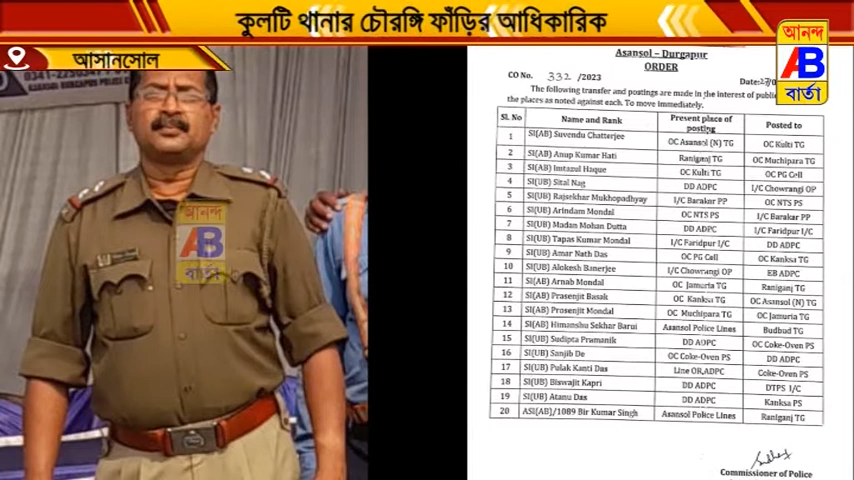 কুলটি থানার চৌরঙ্গি ফাঁড়ির আধিকারিক
আনন্দ
AB
বার্তা
আসানসোল
আনন্দ
AB
বার্তা
Asansol – Durgapur
ORDER
CO No. 332 /2023
Date:
The following transfer and postings are made in the interest of public
the places as noted against each. To move immediately.
Sl. No Name and Rank Present place of posting Posted to
1 SI(AB) Suvendu Chatterjee OC Asansol (N) TG OC Kulti TG
2 SI(AB) Anup Kumar Hati Raniganj TG OC Muchipara TG
3 SI(AB) Imtazul Haque OC Kulti TG OC PG Cell
4 SI(UB) Sital Nag DD ADPC I/C Chowrangi OP
5 SI(UB) Rajsekhar Mukhopadhyay I/C Barakar PP OC NTS PS
6 SI(UB) Arindam Mondal OC NTS PS I/C Barakar PP
7 SI(UB) Madan Mohan Dutta DD ADPC I/C Faridpur I/C
8 SI(UB) Tapas Kumar Mondal I/C Faridpur I/C DD ADPC
9 SI(UB) Amar Nath Das OC PG Cell OC Kanksa TG
10 SI(UB) Alokesh Banerjee I/C Chowrangi OP EB ADPC
11 SI(AB) Arnab Mondal OC Jamuria TG Raniganj TG
12 SI(AB) Prasenjit Basak OC Kanksa TG OC Asansol (N) TG
13 SI(AB) Prosenjit Mondal OC Muchipara TG OC Jamuria TG
14 SI(AB) Himanshu Sekhar Barui Asansol Police Lines Budbud TG
15 SI(UB) Sudipta Pramanik DD ADPC OC Coke-Oven PS
16 SI(UB) Sanjib De OC Coke-Oven PS DD ADPC
17 SI(UB) Pulak Kanti Das Line OR,ADPC Coke-Oven PS
18 SI(UB) Biswajit Kapri DD ADPC DTPS I/C
19 SI(UB) Atanu Das DD ADPC Kanksa PS
20 ASI(AB)/1089 Bir Kumar Singh Asansol Police Lines Raniganj TG
Commissioner of Police